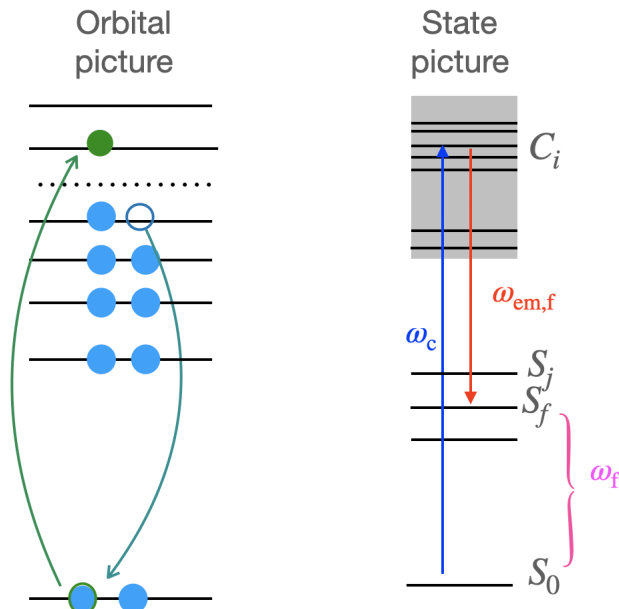 Orbital
picture
State
picture
C_i
ω_em,f
ω_c
S_j
S_f
ω_f
S_0